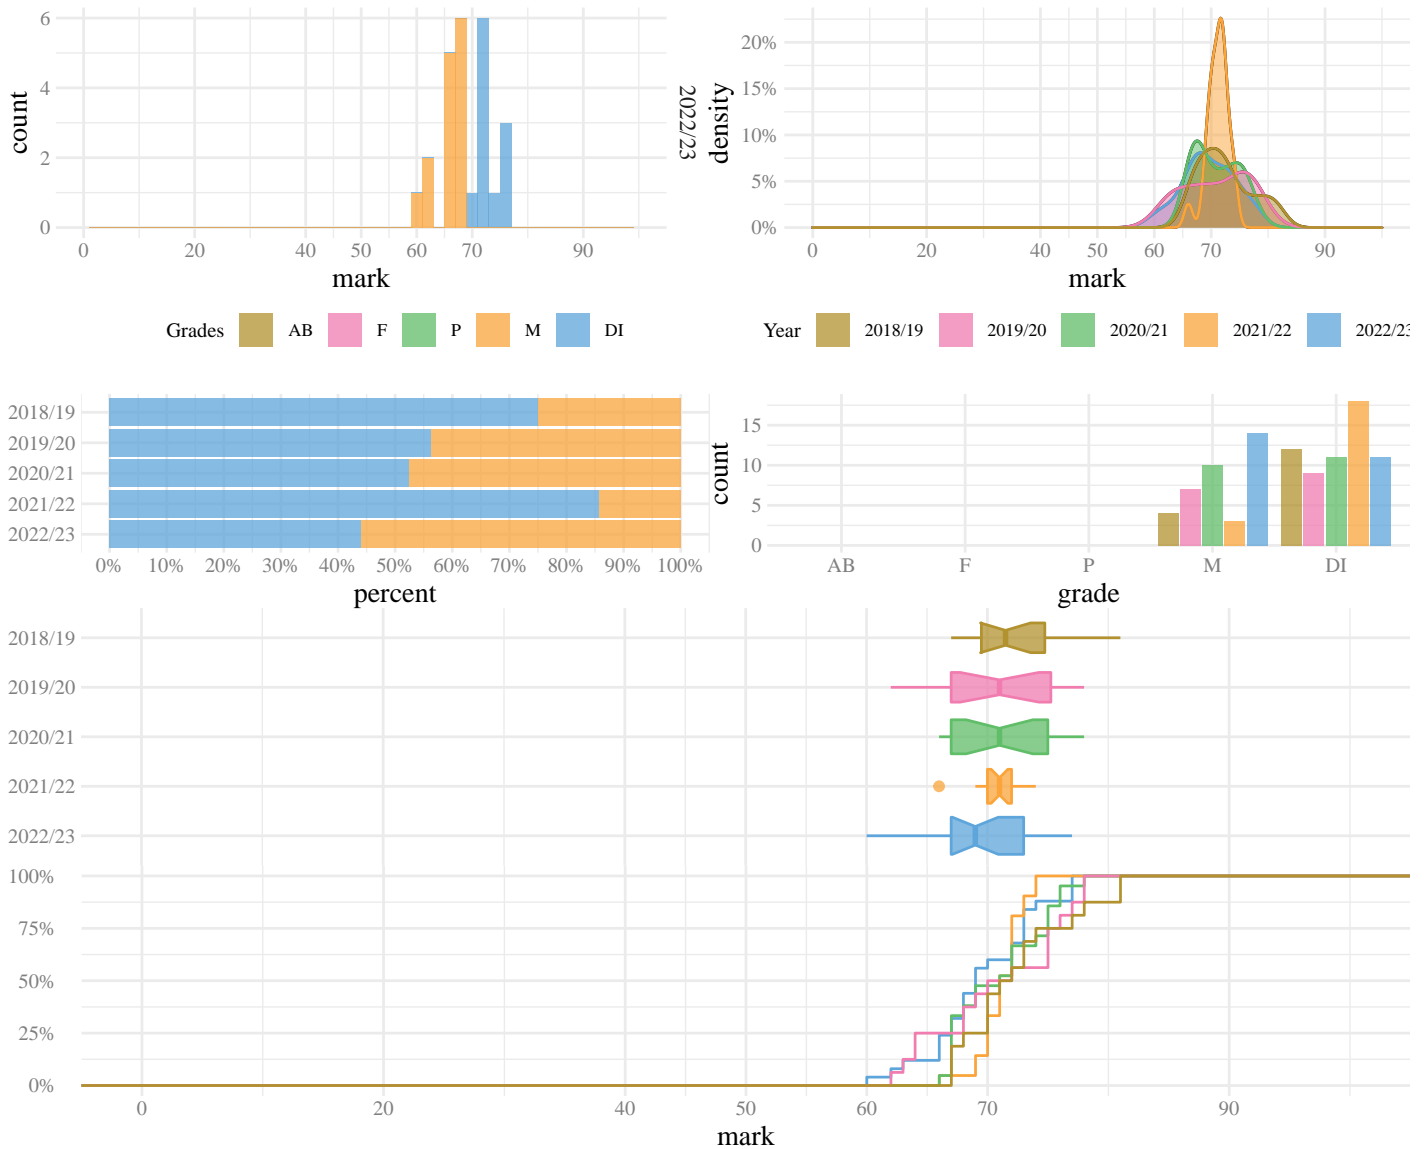 6
4
2
0
count
0 20 40 50 60 70 90
mark
2022/23
20%
15%
10%
5%
0%
density
0 20 40 50 60 70 90
mark
Grades AB F P M DI
Year 2018/19 2019/20 2020/21 2021/22 2022/23
2018/19
2019/20
2020/21
2021/22
2022/23
0% 10% 20% 30% 40% 50% 60% 70% 80% 90% 100%
percent
15
10
5
0
count
AB F P M DI
grade
2018/19
2019/20
2020/21
2021/22
2022/23
100%
75%
50%
25%
0%
0 20 40 50 60 70 90
mark